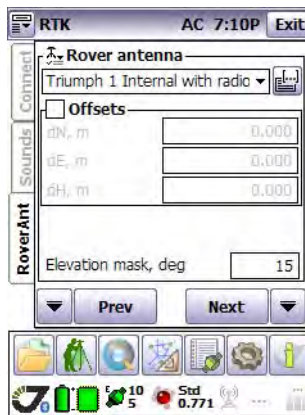 RTK AC 7:10P Exit
Connect
Sounds
RoverAnt
Rover antenna
Triumph 1 Internal with radio
Offsets
dN, m 0.000
dE, m 0.000
dH, m 0.000
Elevation mask, deg 15
Prev Next
E 10 5 Std 0.771 ...